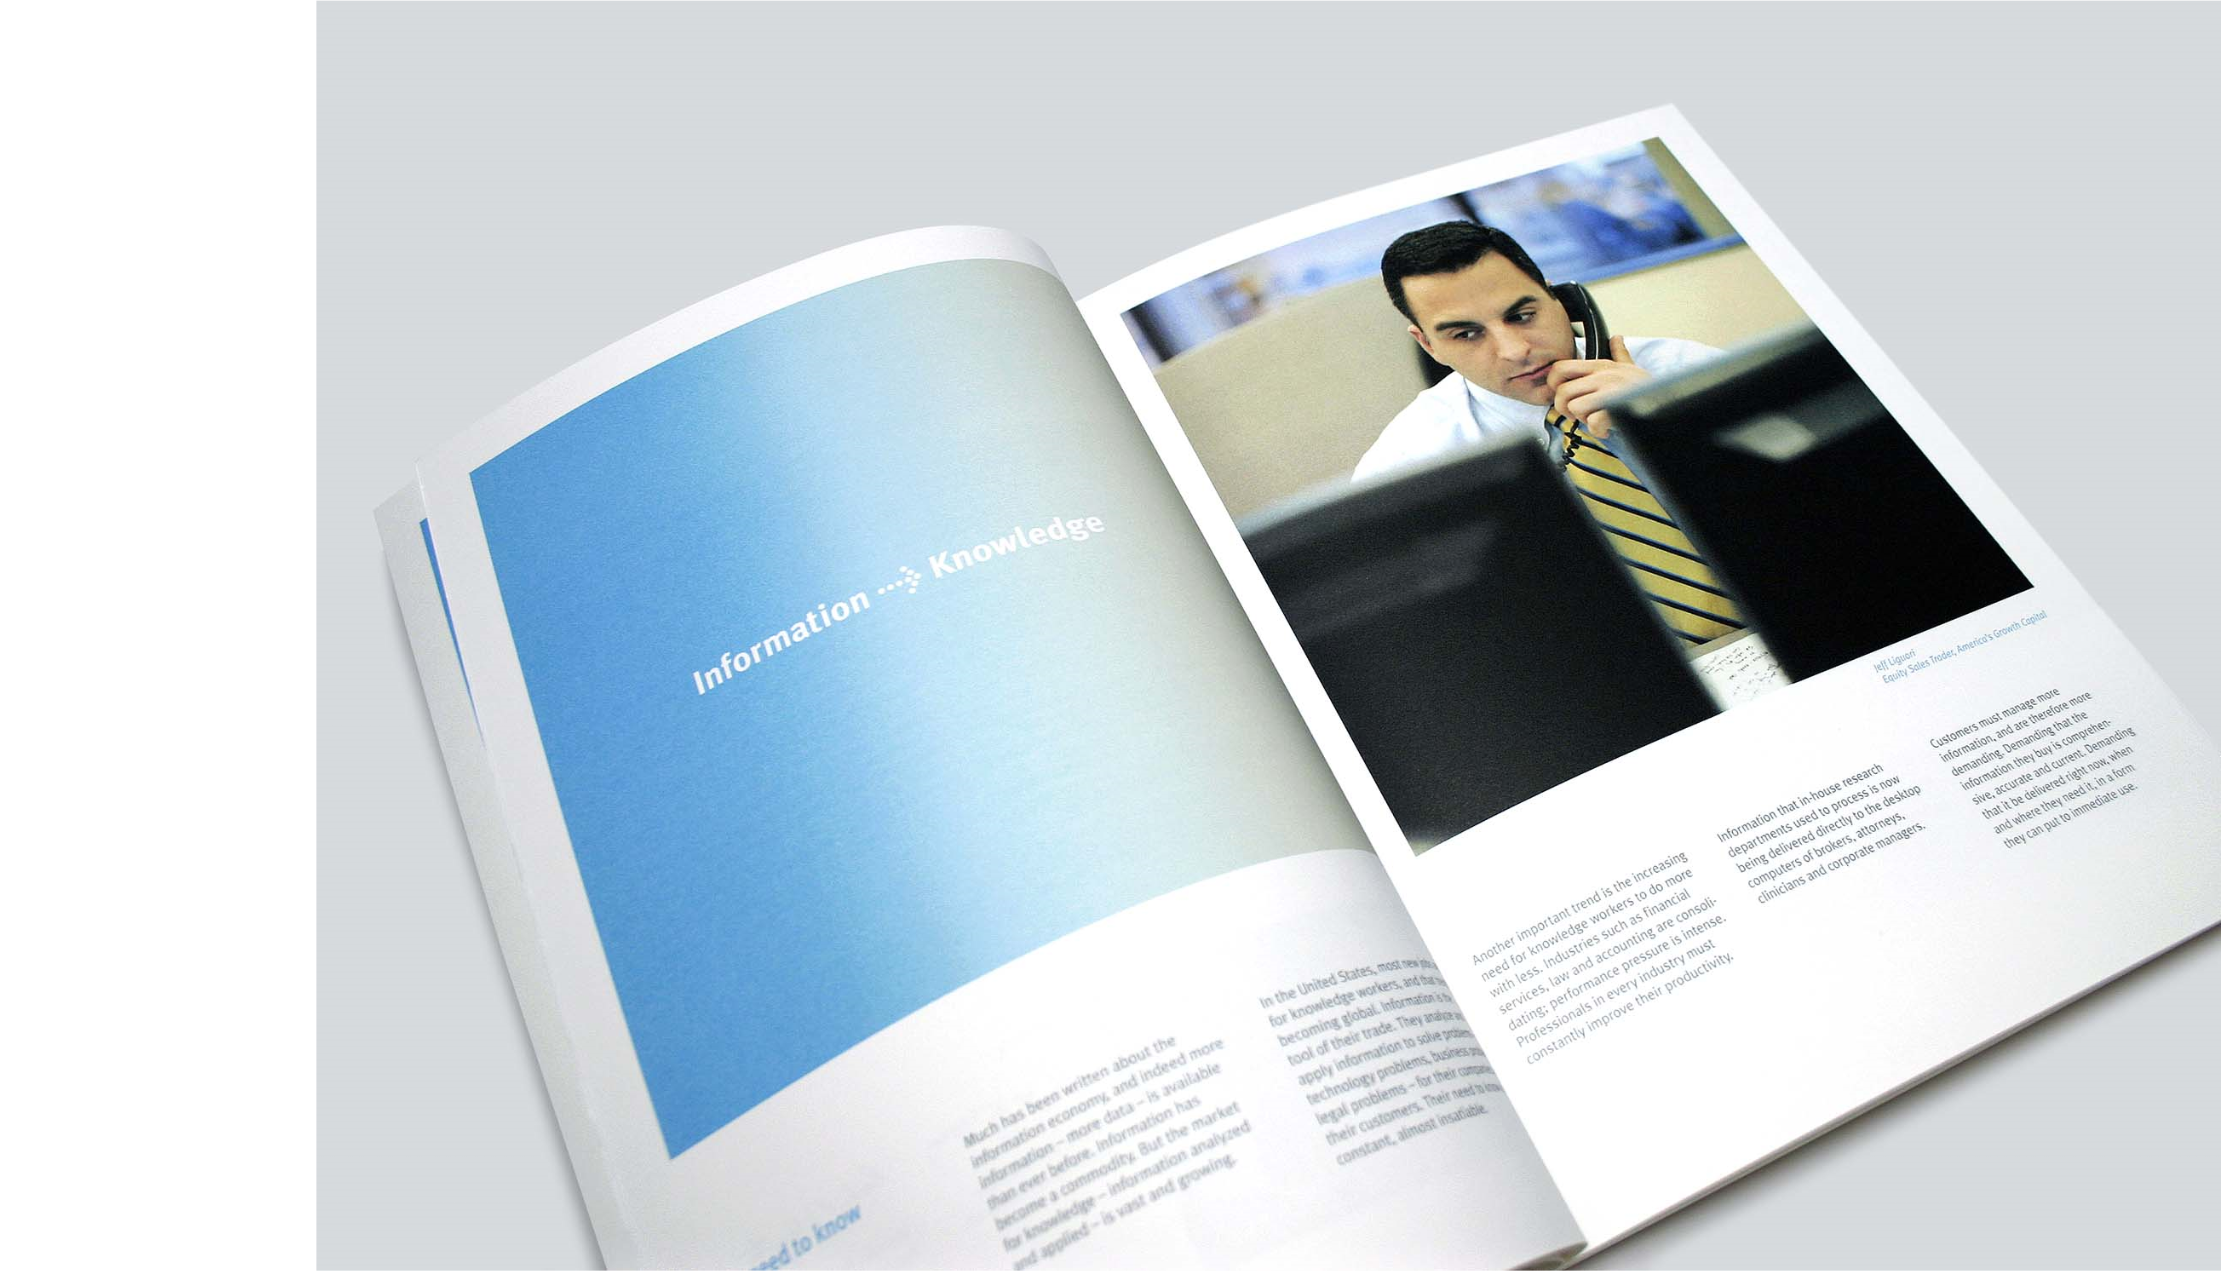 Information ····> Knowledge
need to know
Much has been written about the
information economy, and indeed more
information – more data – is available
than ever before. Information has
become a commodity. But the market
for knowledge – information analyzed
and applied – is vast and growing.
In the United States, most new
for knowledge workers, and that
becoming global. Information is
tool of their trade. They analyze
apply information to solve
technology problems, business
legal problems – for their
their customers. Their need to
constant, almost insatiable.
Jeff Liguori
Equity Sales Trader, America's Growth Capital
Another important trend is the increasing
need for knowledge workers to do more
with less. Industries such as financial
services, law and accounting are consoli-
dating; performance pressure is intense.
Professionals in every industry must
constantly improve their productivity.
Information that in-house research
departments used to process is now
being delivered directly to the desktop
computers of brokers, attorneys,
clinicians and corporate managers.
Customers must manage more
information, and are therefore more
demanding. Demanding that the
information they buy is comprehen-
sive, accurate and current. Demanding
that it be delivered right now, when
and where they need it, in a form
they can put to immediate use.